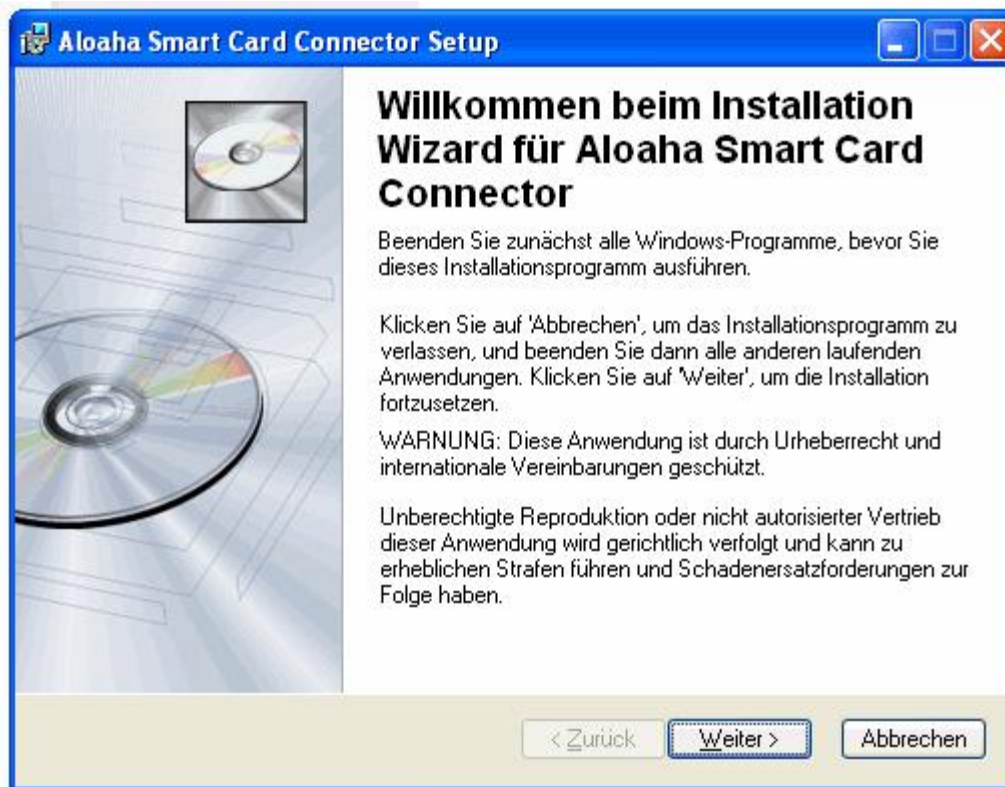 Aloaha Smart Card Connector Setup
Willkommen beim Installation
Wizard für Aloaha Smart Card
Connector
Beenden Sie zunächst alle Windows-Programme, bevor Sie
dieses Installationsprogramm ausführen.
Klicken Sie auf 'Abbrechen', um das Installationsprogramm zu
verlassen, und beenden Sie dann alle anderen laufenden
Anwendungen. Klicken Sie auf 'Weiter', um die Installation
fortzusetzen.
WARNUNG: Diese Anwendung ist durch Urheberrecht und
internationale Vereinbarungen geschützt.
Unberechtigte Reproduktion oder nicht autorisierter Vertrieb
dieser Anwendung wird gerichtlich verfolgt und kann zu
erheblichen Strafen führen und Schadenersatzforderungen zur
Folge haben.
< Zurück Weiter > Abbrechen